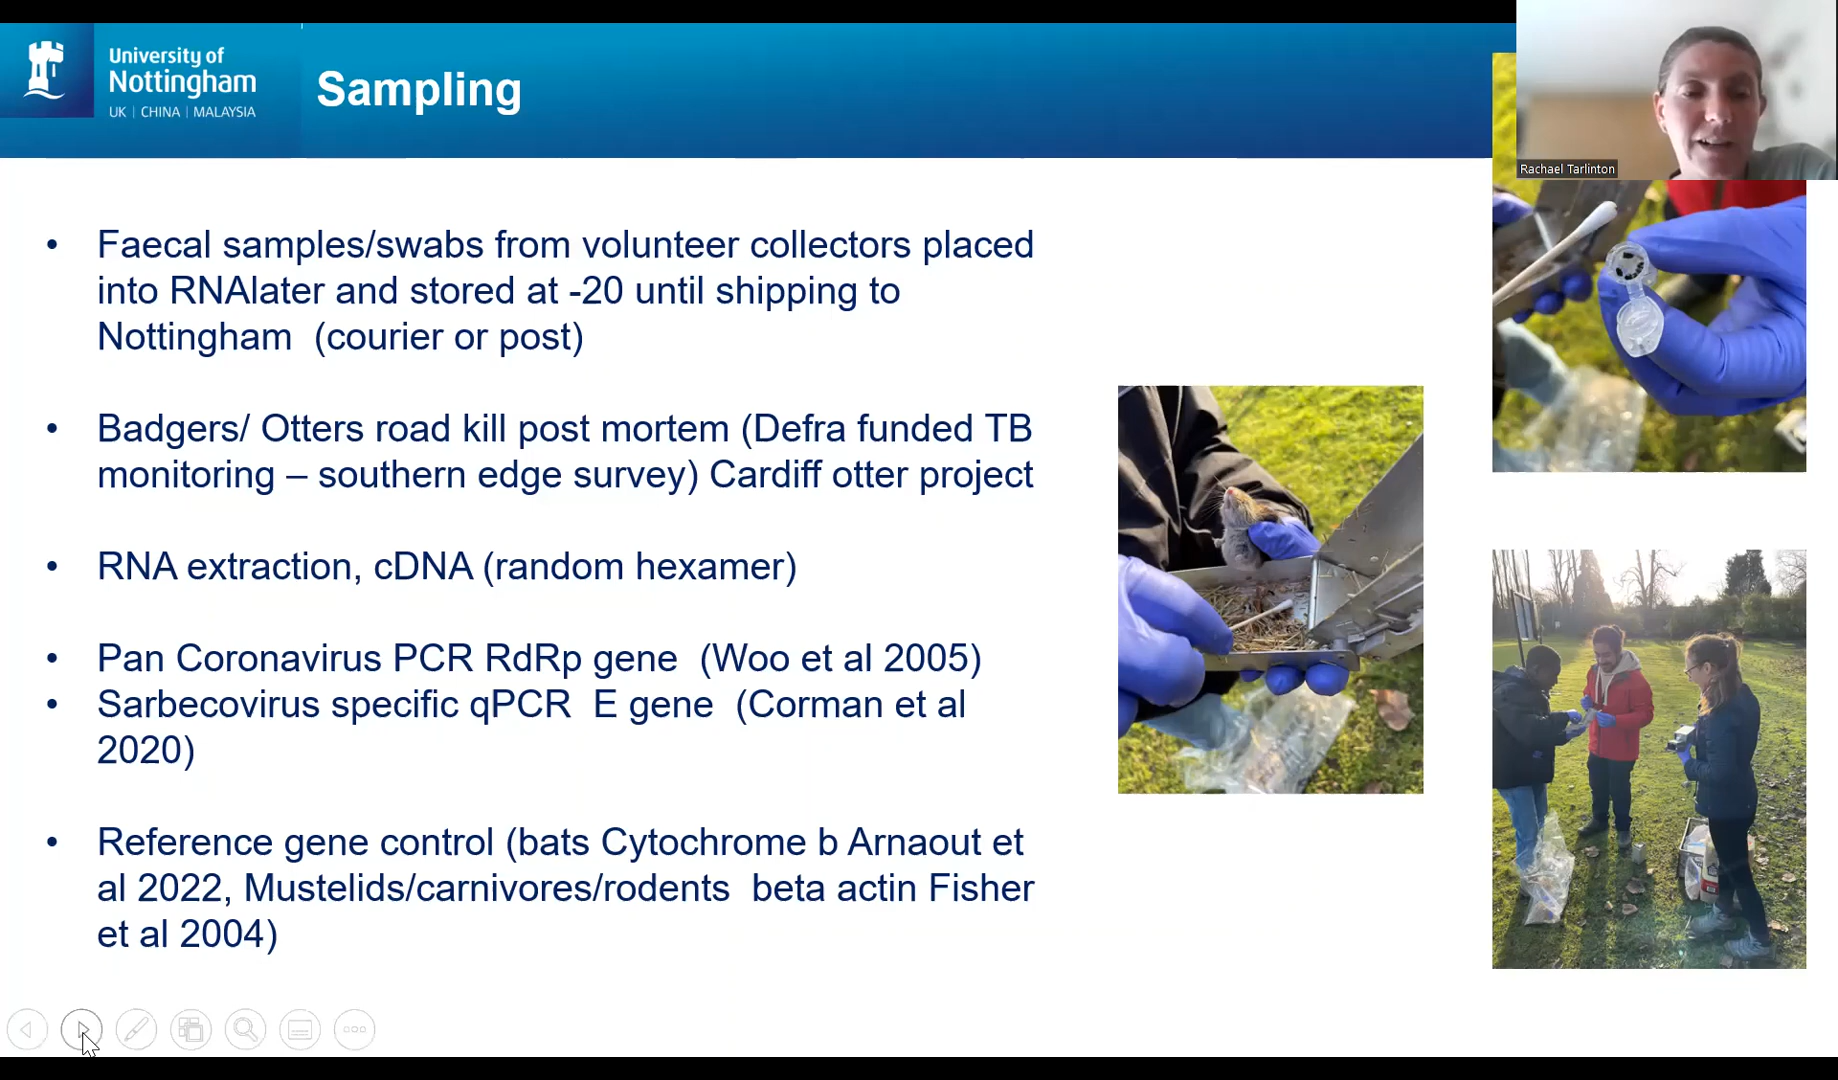 University of
Nottingham
UK | CHINA | MALAYSIA
Sampling
Rachael Tarlinton
• Faecal samples/swabs from volunteer collectors placed
into RNAlater and stored at -20 until shipping to
Nottingham (courier or post)
• Badgers/ Otters road kill post mortem (Defra funded TB
monitoring – southern edge survey) Cardiff otter project
• RNA extraction, cDNA (random hexamer)
• Pan Coronavirus PCR RdRp gene (Woo et al 2005)
• Sarbecovirus specific qPCR E gene (Corman et al
2020)
• Reference gene control (bats Cytochrome b Arnaout et
al 2022, Mustelids/carnivores/rodents beta actin Fisher
et al 2004)